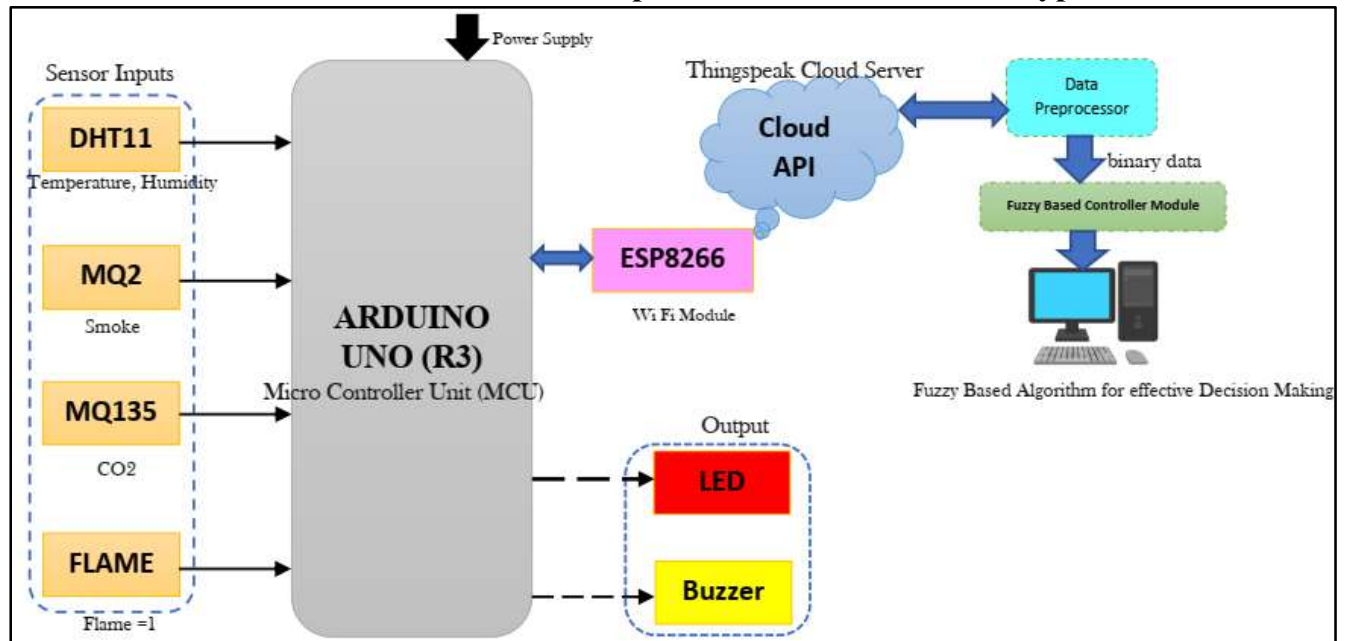 Power Supply
Sensor Inputs
DHT11
Temperature, Humidity
MQ2
Smoke
MQ135
CO2
FLAME
Flame =1
ARDUINO
UNO (R3)
Micro Controller Unit (MCU)
ESP8266
Wi Fi Module
Thingspeak Cloud Server
Cloud
API
Data
Preprocessor
binary data
Fuzzy Based Controller Module
Fuzzy Based Algorithm for effective Decision Making
Output
LED
Buzzer